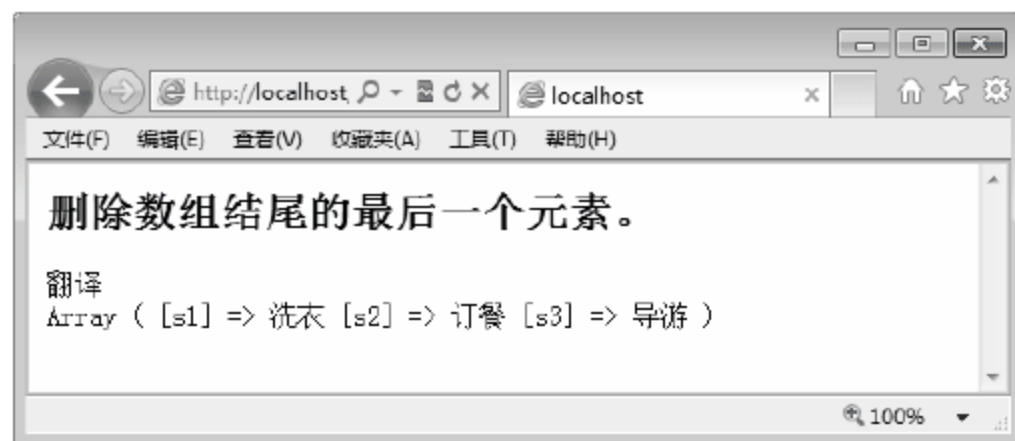 http://localhost
localhost
文件(F) 编辑(E) 查看(V) 收藏夹(A) 工具(T) 帮助(H)
删除数组结尾的最后一个元素。
翻译
Array ( [s1] => 洗衣 [s2] => 订餐 [s3] => 导游 )
100%